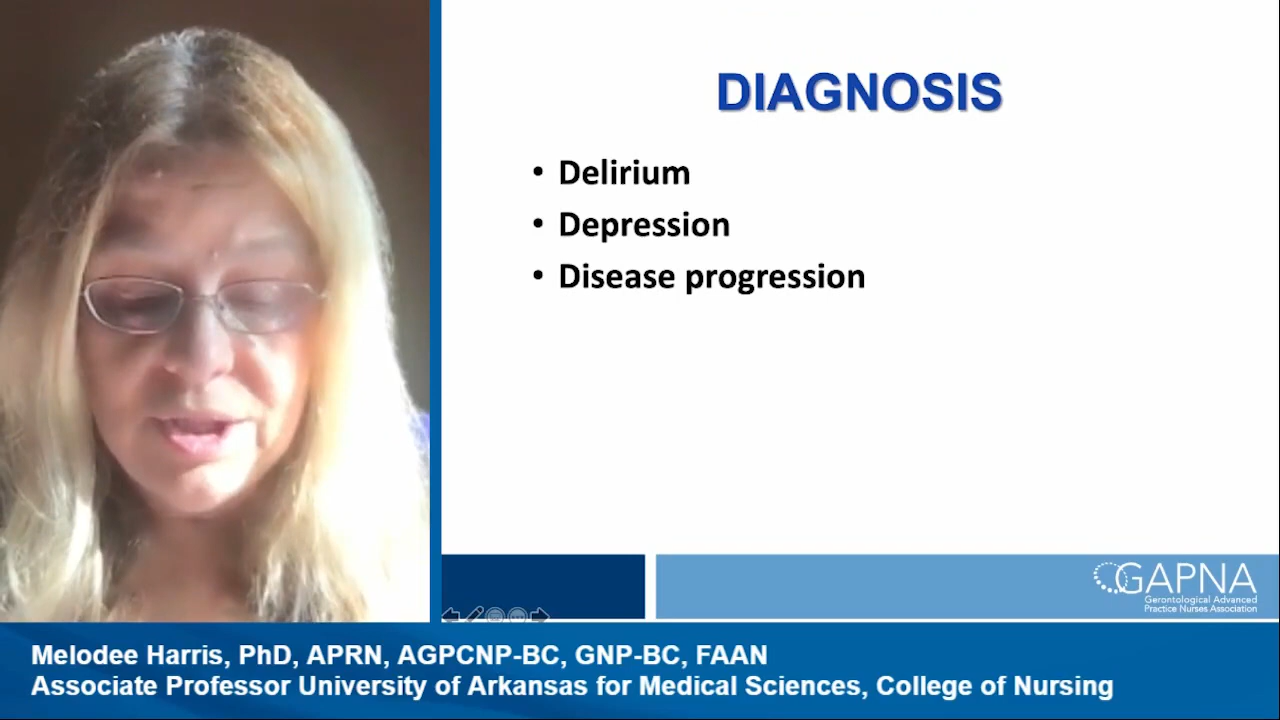 DIAGNOSIS
• Delirium
• Depression
• Disease progression
GAPNA
Gerontological Advanced
Practice Nurses Association
Melodee Harris, PhD, APRN, AGPCNP-BC, GNP-BC, FAAN
Associate Professor University of Arkansas for Medical Sciences, College of Nursing